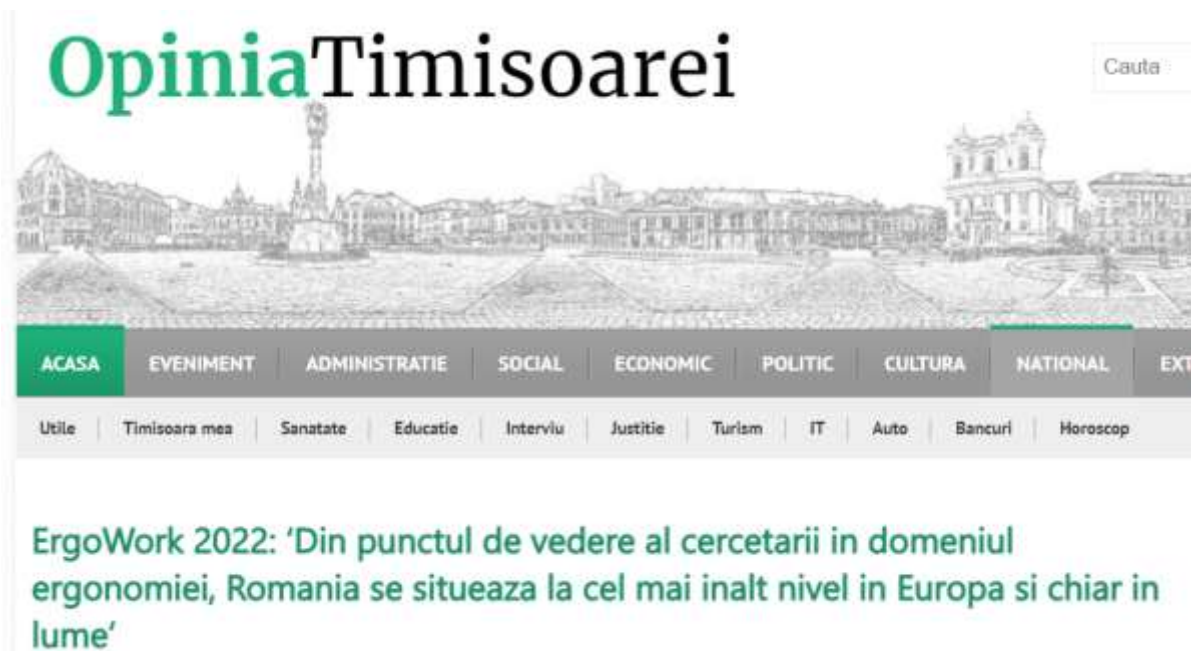 OpiniaTimisoarei
Cauta
ACASA EVENIMENT ADMINISTRATIE SOCIAL ECONOMIC POLITIC CULTURA NATIONAL EXT
Utile Timisoara mea Sanatate Educatie Interviu Justitie Turism IT Auto Bancuri Horoscop
ErgoWork 2022: ‘Din punctul de vedere al cercetarii in domeniul
ergonomiei, Romania se situeaza la cel mai inalt nivel in Europa si chiar in
lume’